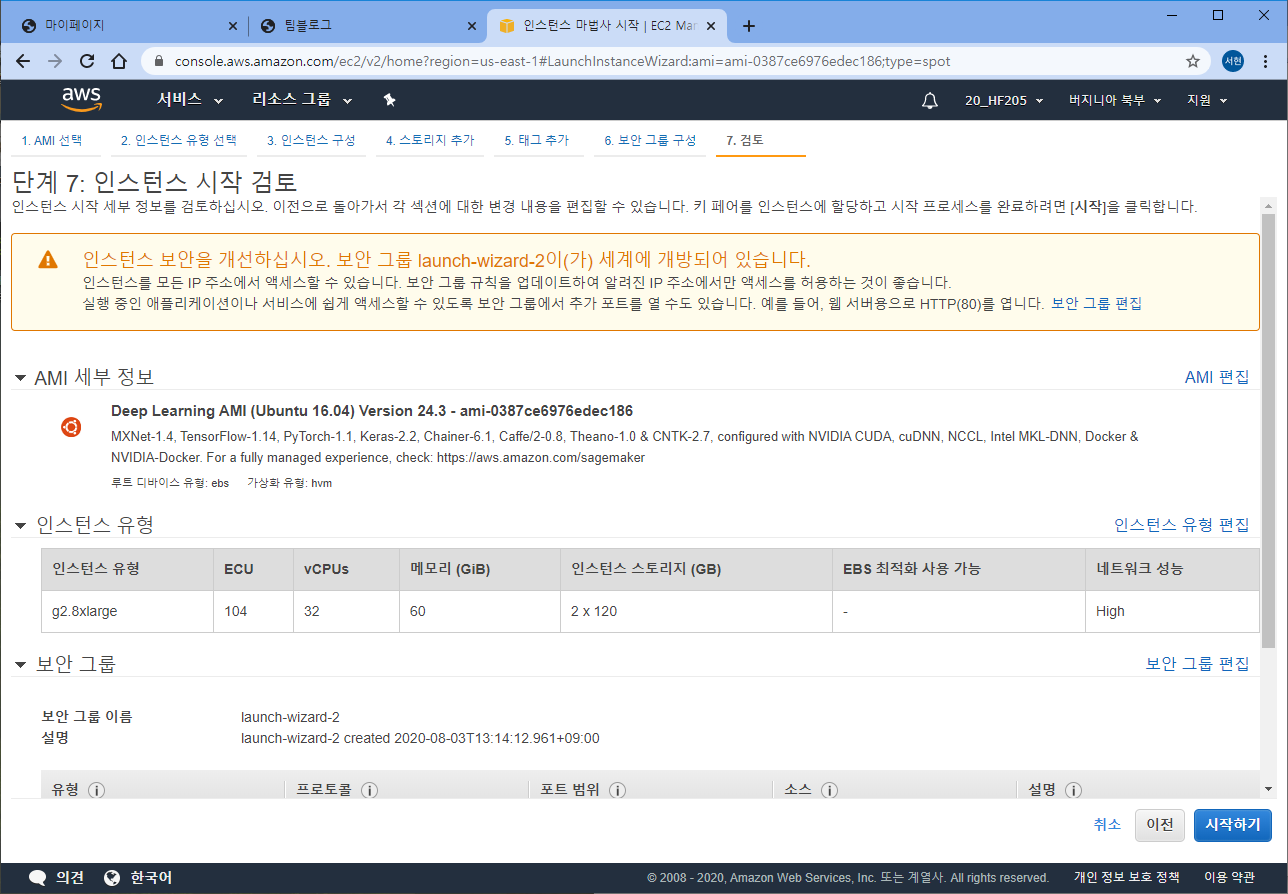 마이페이지
팀블로그
인스턴스 마법사 시작 | EC2 Mar
console.aws.amazon.com/ec2/v2/home?region=us-east-1#LaunchInstanceWizard:ami=ami-0387ce6976edec186;type=spot
서현
aws 서비스 리소스 그룹 20_HF205 버지니아 북부 지원
1. AMI 선택 2. 인스턴스 유형 선택 3. 인스턴스 구성 4. 스토리지 추가 5. 태그 추가 6. 보안 그룹 구성 7. 검토
단계 7: 인스턴스 시작 검토
인스턴스 시작 세부 정보를 검토하십시오. 이전으로 돌아가서 각 섹션에 대한 변경 내용을 편집할 수 있습니다. 키 페어를 인스턴스에 할당하고 시작 프로세스를 완료하려면 [시작]을 클릭합니다.
인스턴스 보안을 개선하십시오. 보안 그룹 launch-wizard-2이(가) 세계에 개방되어 있습니다.
인스턴스를 모든 IP 주소에서 액세스할 수 있습니다. 보안 그룹 규칙을 업데이트하여 알려진 IP 주소에서만 액세스를 허용하는 것이 좋습니다.
실행 중인 애플리케이션이나 서비스에 쉽게 액세스할 수 있도록 보안 그룹에서 추가 포트를 열 수도 있습니다. 예를 들어, 웹 서버용으로 HTTP(80)를 엽니다. 보안 그룹 편집
AMI 세부 정보 AMI 편집
Deep Learning AMI (Ubuntu 16.04) Version 24.3 - ami-0387ce6976edec186
MXNet-1.4, TensorFlow-1.14, PyTorch-1.1, Keras-2.2, Chainer-6.1, Caffe/2-0.8, Theano-1.0 & CNTK-2.7, configured with NVIDIA CUDA, cuDNN, NCCL, Intel MKL-DNN, Docker &
NVIDIA-Docker. For a fully managed experience, check: https://aws.amazon.com/sagemaker
루트 디바이스 유형: ebs 가상화 유형: hvm
인스턴스 유형 인스턴스 유형 편집
인스턴스 유형 ECU vCPUs 메모리 (GiB) 인스턴스 스토리지 (GB) EBS 최적화 사용 가능 네트워크 성능
g2.8xlarge 104 32 60 2 x 120 - High
보안 그룹 보안 그룹 편집
보안 그룹 이름 launch-wizard-2
설명 launch-wizard-2 created 2020-08-03T13:14:12.961+09:00
유형 프로토콜 포트 범위 소스 설명
취소 이전 시작하기
의견 한국어 © 2008 - 2020, Amazon Web Services, Inc. 또는 계열사. All rights reserved. 개인 정보 보호 정책 이용 약관